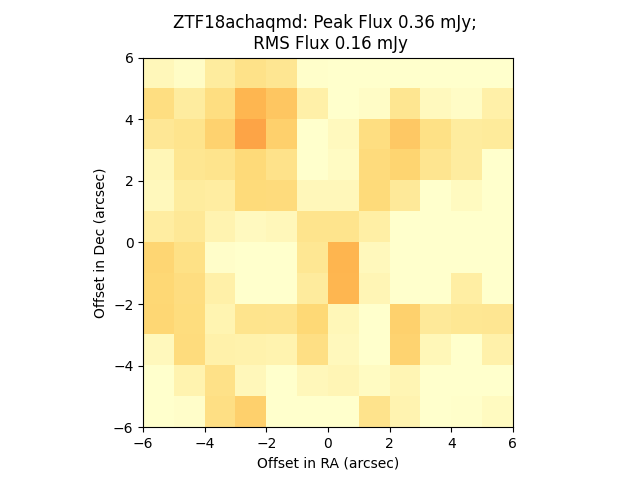 ZTF18achaqmd: Peak Flux 0.36 mJy;
RMS Flux 0.16 mJy
6
4
2
0
−2
−4
−6
Offset in Dec (arcsec)
−6 −4 −2 0 2 4 6
Offset in RA (arcsec)